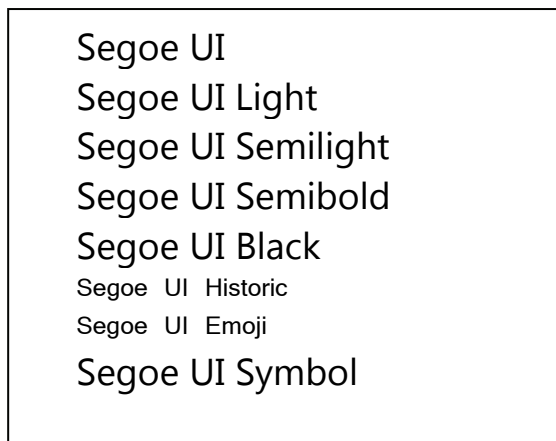 Segoe UI
Segoe UI Light
Segoe UI Semilight
Segoe UI Semibold
Segoe UI Black
Segoe UI Historic
Segoe UI Emoji
Segoe UI Symbol